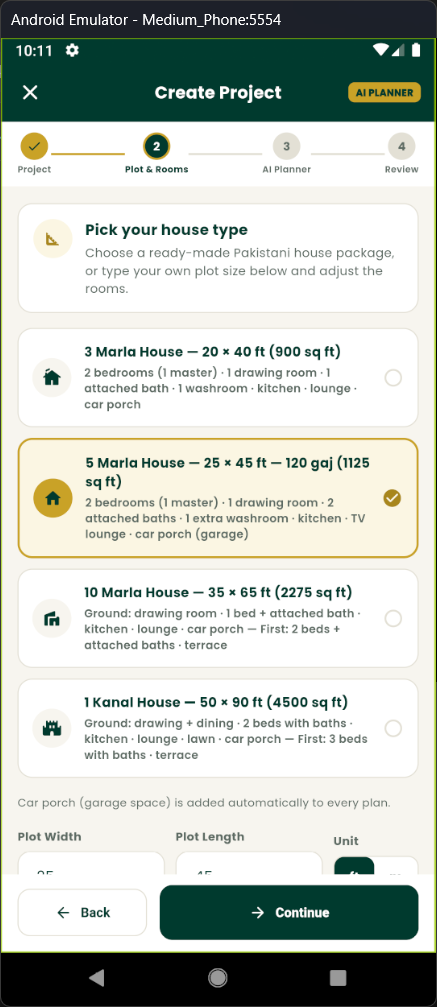 Android Emulator - Medium_Phone:5554
10:11
Create Project
AI PLANNER
2
3
4
Project
Plot & Rooms
AI Planner
Review
Pick your house type
Choose a ready-made Pakistani house package,
or type your own plot size below and adjust the
rooms.
3 Marla House — 20 × 40 ft (900 sq ft)
2 bedrooms (1 master) · 1 drawing room · 1
attached bath · 1 washroom · kitchen · lounge ·
car porch
5 Marla House — 25 × 45 ft — 120 gaj (1125
sq ft)
2 bedrooms (1 master) · 1 drawing room · 2
attached baths · 1 extra washroom · kitchen · TV
lounge · car porch (garage)
10 Marla House — 35 × 65 ft (2275 sq ft)
Ground: drawing room · 1 bed + attached bath ·
kitchen · lounge · car porch — First: 2 beds +
attached baths · terrace
1 Kanal House — 50 × 90 ft (4500 sq ft)
Ground: drawing + dining · 2 beds with baths ·
kitchen · lounge · lawn · car porch — First: 3 beds
with baths · terrace
Car porch (garage space) is added automatically to every plan.
Plot Width
Plot Length
Unit
Back
Continue